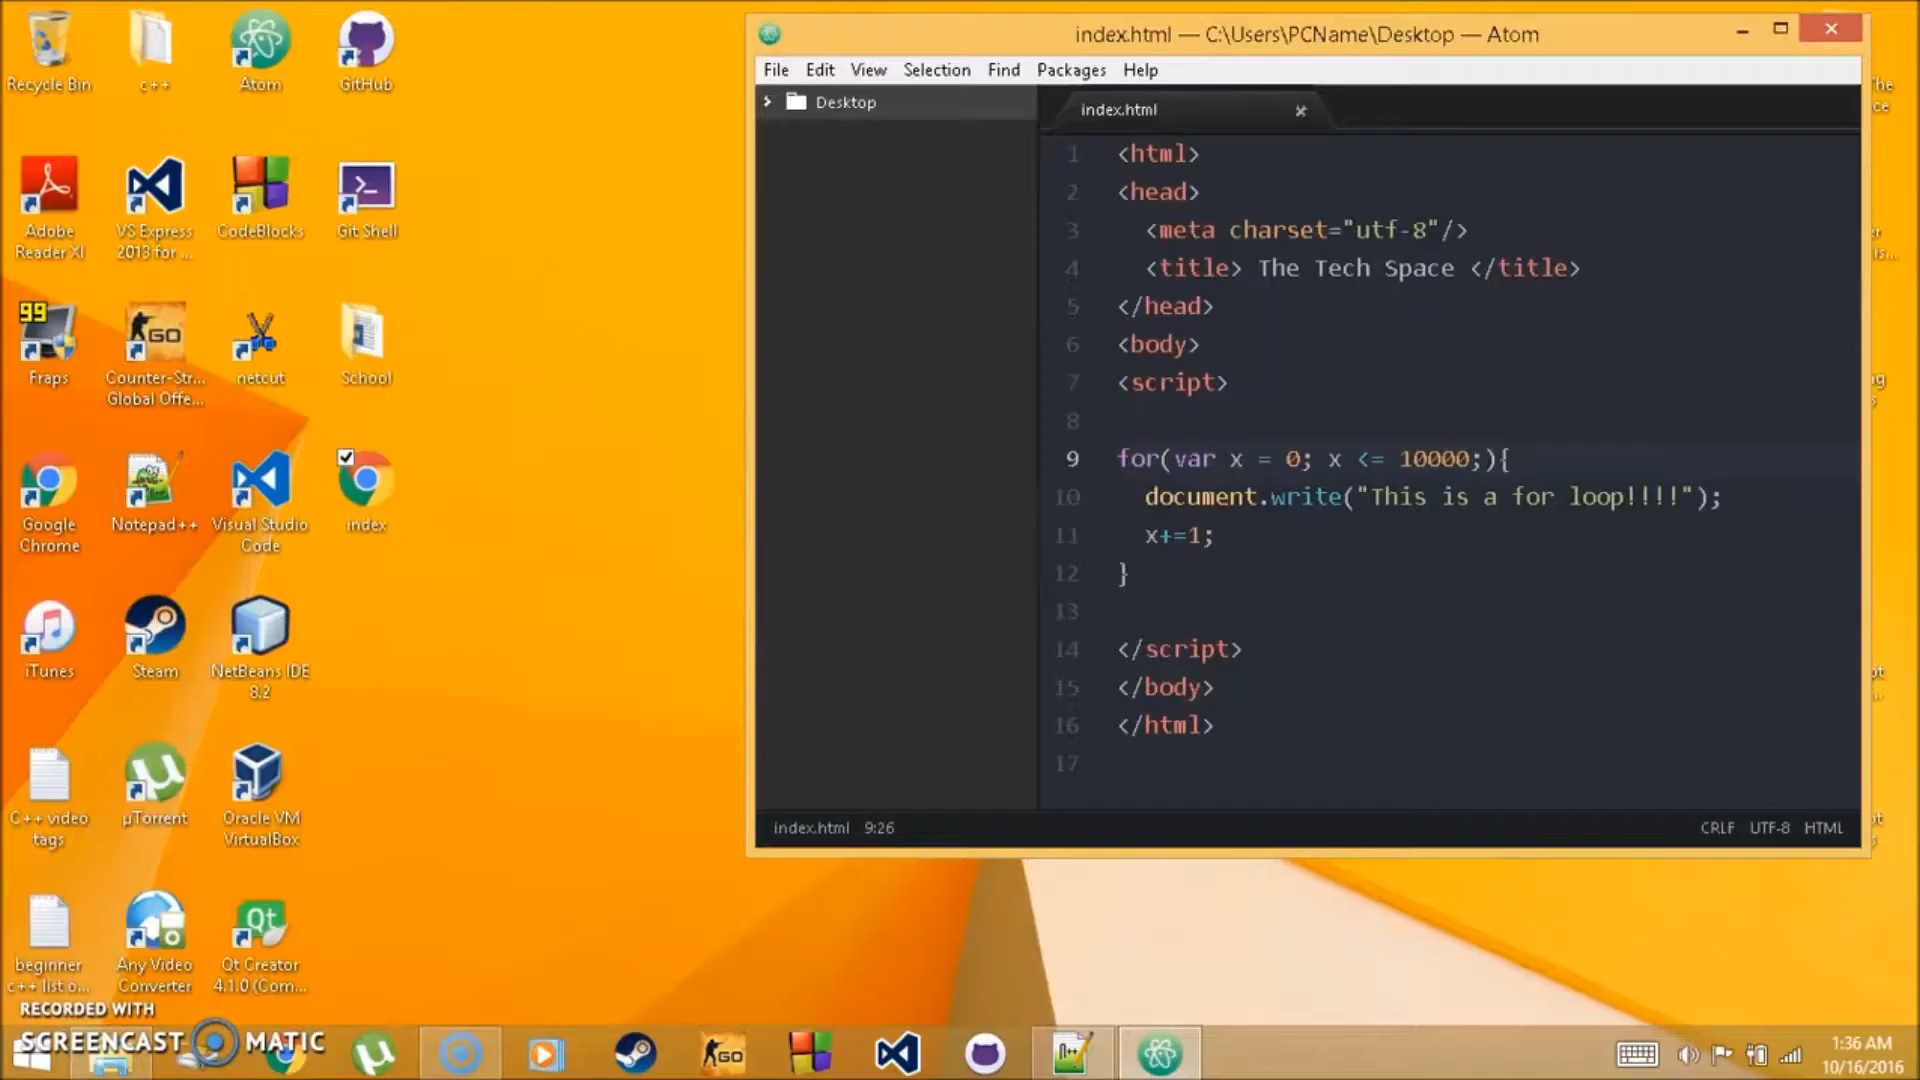 Recycle Bin
c++
Atom
GitHub
Adobe
Reader XI
VS Express
2013 for ...
CodeBlocks
Git Shell
99
Fraps
GO
Counter-Str...
Global Offe...
netcut
School
Google
Chrome
Notepad++
Visual Studio
Code
index
iTunes
Steam
NetBeans IDE
8.2
C++ video
tags
µTorrent
Oracle VM
VirtualBox
beginner
c++ list o...
Any Video
Converter
Qt
Qt Creator
4.1.0 (Com...
index.html — C:\Users\PCName\Desktop — Atom
File Edit View Selection Find Packages Help
Desktop
index.html
1 <html>
2 <head>
3 <meta charset="utf-8"/>
4 <title> The Tech Space </title>
5 </head>
6 <body>
7 <script>
8
9 for(var x = 0; x <= 10000;){
10 document.write("This is a for loop!!!!");
11 x+=1;
12 }
13
14 </script>
15 </body>
16 </html>
17
index.html 9:26
CRLF UTF-8 HTML
RECORDED WITH
SCREENCAST MATIC
GO
1:36 AM
10/16/2016